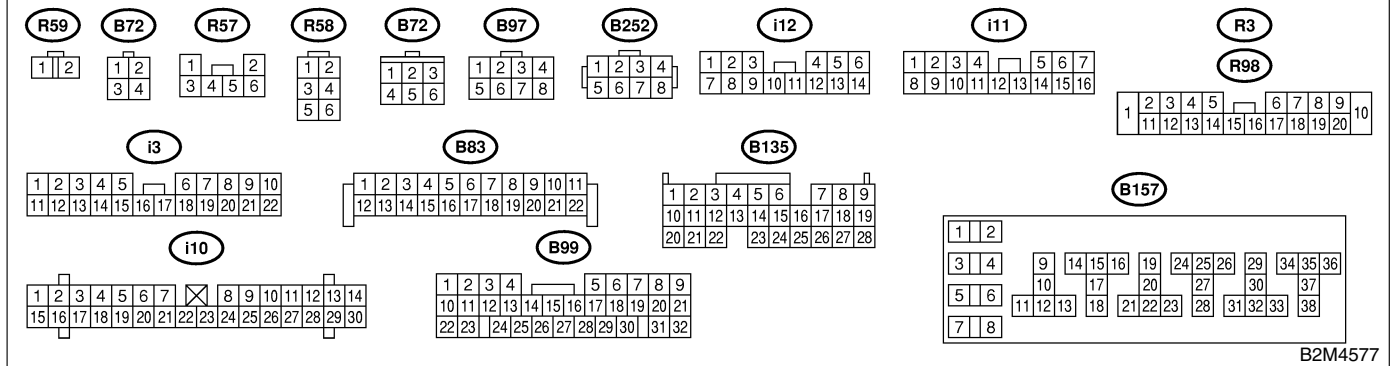 R59 B72 R57 R58 B72 B97 B252 i12 i11 R3
R98
1 2
1 2
3 4
1 2
3 4 5 6
1 2
3 4
5 6
1 2 3
4 5 6
1 2 3 4
5 6 7 8
1 2 3 4
5 6 7 8
1 2 3 4 5 6
7 8 9 10 11 12 13 14
1 2 3 4 5 6 7
8 9 10 11 12 13 14 15 16
1 2 3 4 5 6 7 8 9 10
11 12 13 14 15 16 17 18 19 20
i3 B83 B135 B157
1 2 3 4 5 6 7 8 9 10
11 12 13 14 15 16 17 18 19 20 21 22
1 2 3 4 5 6 7 8 9 10 11
12 13 14 15 16 17 18 19 20 21 22
1 2 3 4 5 6 7 8 9
10 11 12 13 14 15 16 17 18 19
20 21 22 23 24 25 26 27 28
i10 B99
1 2 3 4 5 6 7 8 9 10 11 12 13 14
15 16 17 18 19 20 21 22 23 24 25 26 27 28 29 30
1 2 3 4 5 6 7 8 9
10 11 12 13 14 15 16 17 18 19 20 21
22 23 24 25 26 27 28 29 30 31 32
1 2
3 4 9 14 15 16 19 24 25 26 29 34 35 36
10 17 20 27 30 37
5 6
11 12 13 18 21 22 23 28 31 32 33 38
7 8
B2M4577